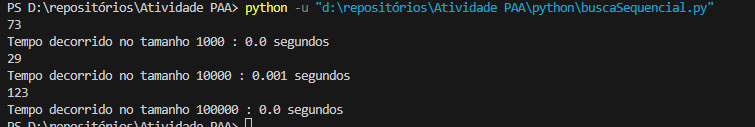 PS D:\repositórios\Atividade PAA> python -u "d:\repositórios\Atividade PAA\python\buscaSequencial.py"
73
Tempo decorrido no tamanho 1000 : 0.0 segundos
29
Tempo decorrido no tamanho 10000 : 0.001 segundos
123
Tempo decorrido no tamanho 100000 : 0.0 segundos
PS D:\repositórios\Atividade PAA>